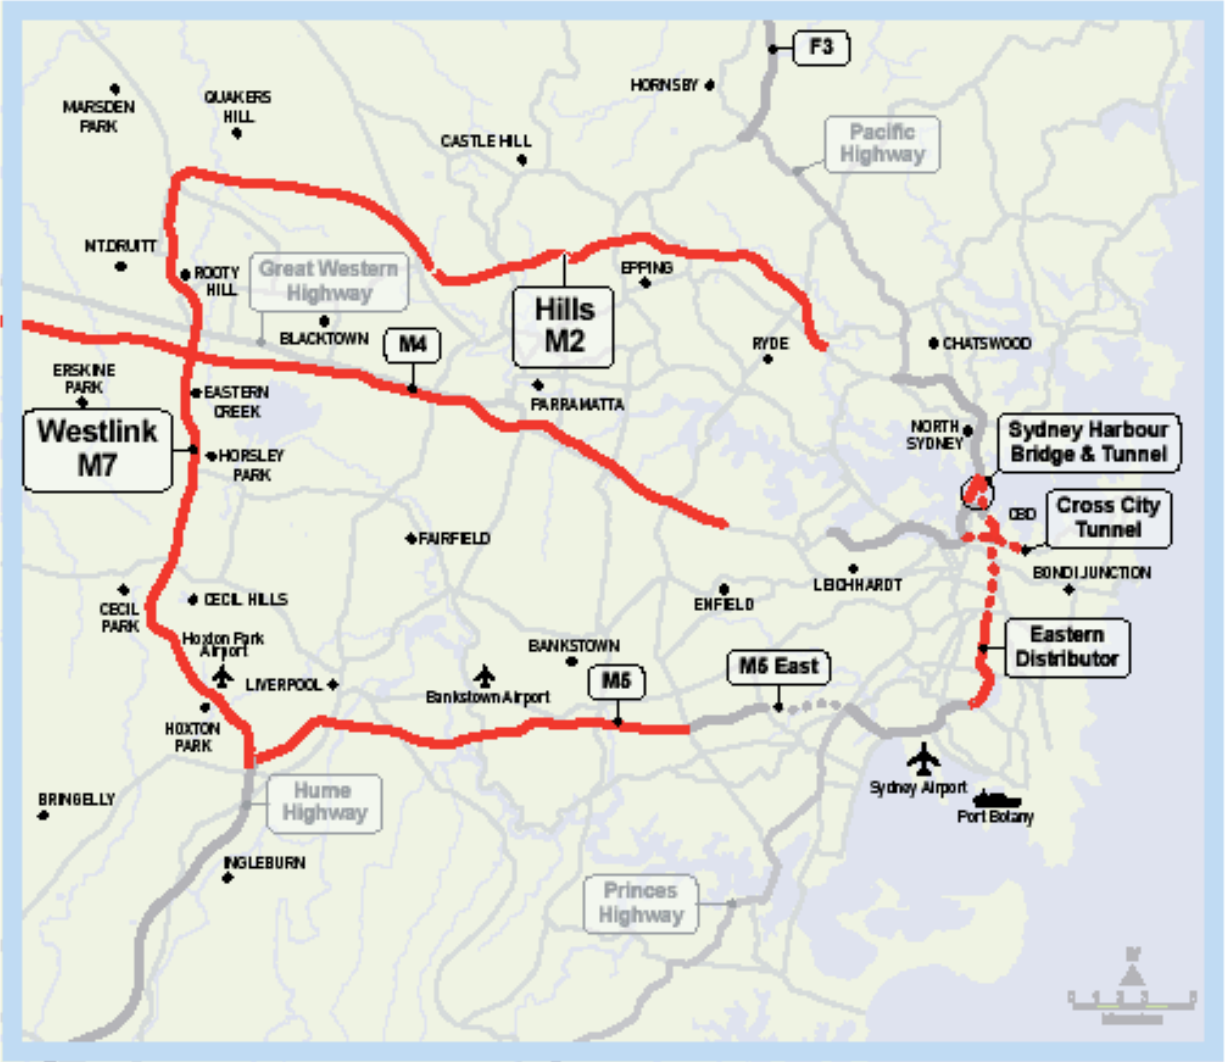 F3
HORNSBY
MARSDEN
PARK
QUAKERS
HILL
CASTLE HILL
Pacific
Highway
MT.DRUITT
ROOTY
HILL
Great Western
Highway
EPPING
Hills
M2
BLACKTOWN
M4
RYDE
CHATSWOOD
ERSKINE
PARK
EASTERN
CREEK
PARRAMATTA
Westlink
M7
HORSLEY
PARK
NORTH
SYDNEY
Sydney Harbour
Bridge & Tunnel
CBD
Cross City
Tunnel
FAIRFIELD
LEICHHARDT
BONDI JUNCTION
CECIL
PARK
CECIL HILLS
ENFIELD
Hoxton Park
Airport
BANKSTOWN
Eastern
Distributor
LIVERPOOL
Bankstown Airport
M5
M5 East
HOXTON
PARK
Hume
Highway
Sydney Airport
Port Botany
BRINGELLY
INGLEBURN
Princes
Highway